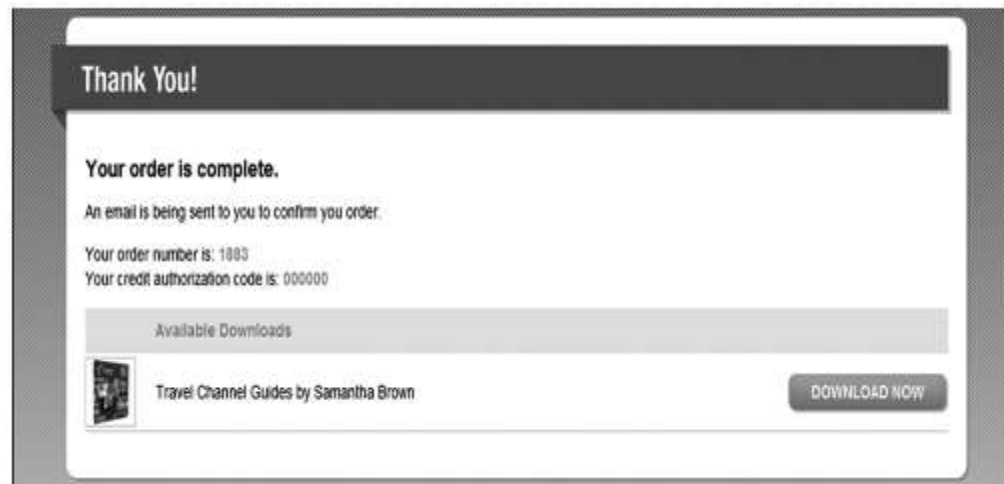 Thank You!
Your order is complete.
An email is being sent to you to confirm you order.
Your order number is: 1883
Your credit authorization code is: 000000
Available Downloads
Travel Channel Guides by Samantha Brown
DOWNLOAD NOW